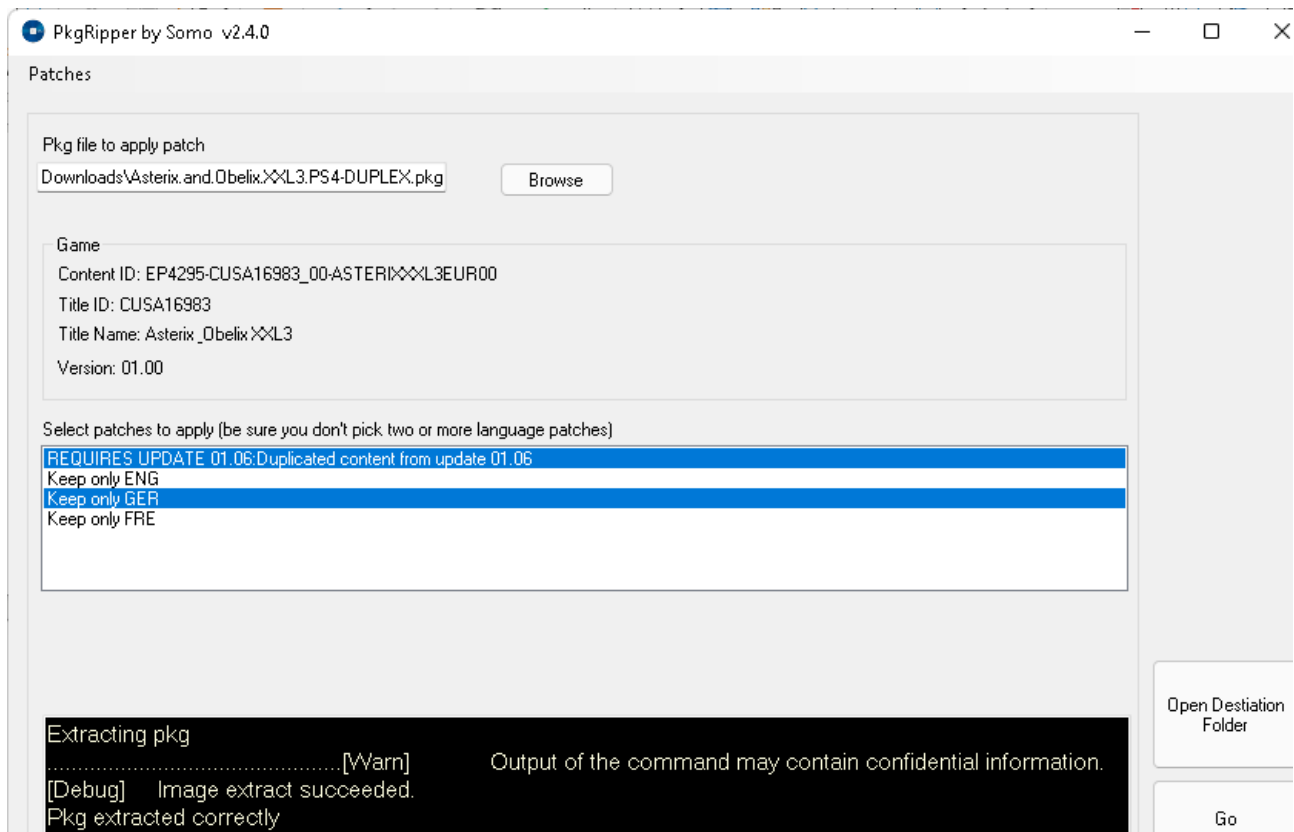 PkgRipper by Somo v2.4.0
Patches
Pkg file to apply patch
Downloads\Asterix.and.Obelix.XXL3.PS4-DUPLEX.pkg
Browse
Game
Content ID: EP4295-CUSA16983_00-ASTERIXXXL3EUR00
Title ID: CUSA16983
Title Name: Asterix _Obelix XXL3
Version: 01.00
Select patches to apply (be sure you don't pick two or more language patches)
REQUIRES UPDATE 01.06:Duplicated content from update 01.06
Keep only ENG
Keep only GER
Keep only FRE
Open Destiation
Folder
Extracting pkg
.............................................[Warn] Output of the command may contain confidential information.
[Debug] Image extract succeeded.
Pkg extracted correctly
Go